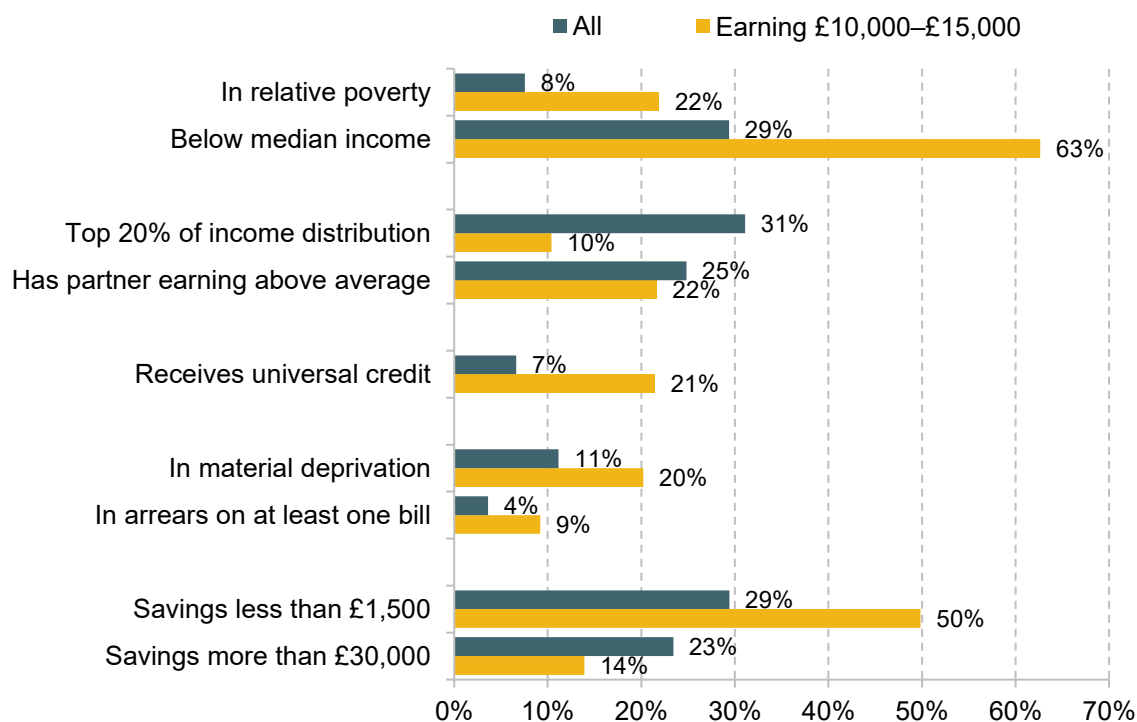 All
Earning £10,000–£15,000
In relative poverty
8%
22%
Below median income
29%
63%
Top 20% of income distribution
31%
10%
Has partner earning above average
25%
22%
Receives universal credit
7%
21%
In material deprivation
11%
20%
In arrears on at least one bill
4%
9%
Savings less than £1,500
29%
50%
Savings more than £30,000
23%
14%
0% 10% 20% 30% 40% 50% 60% 70%